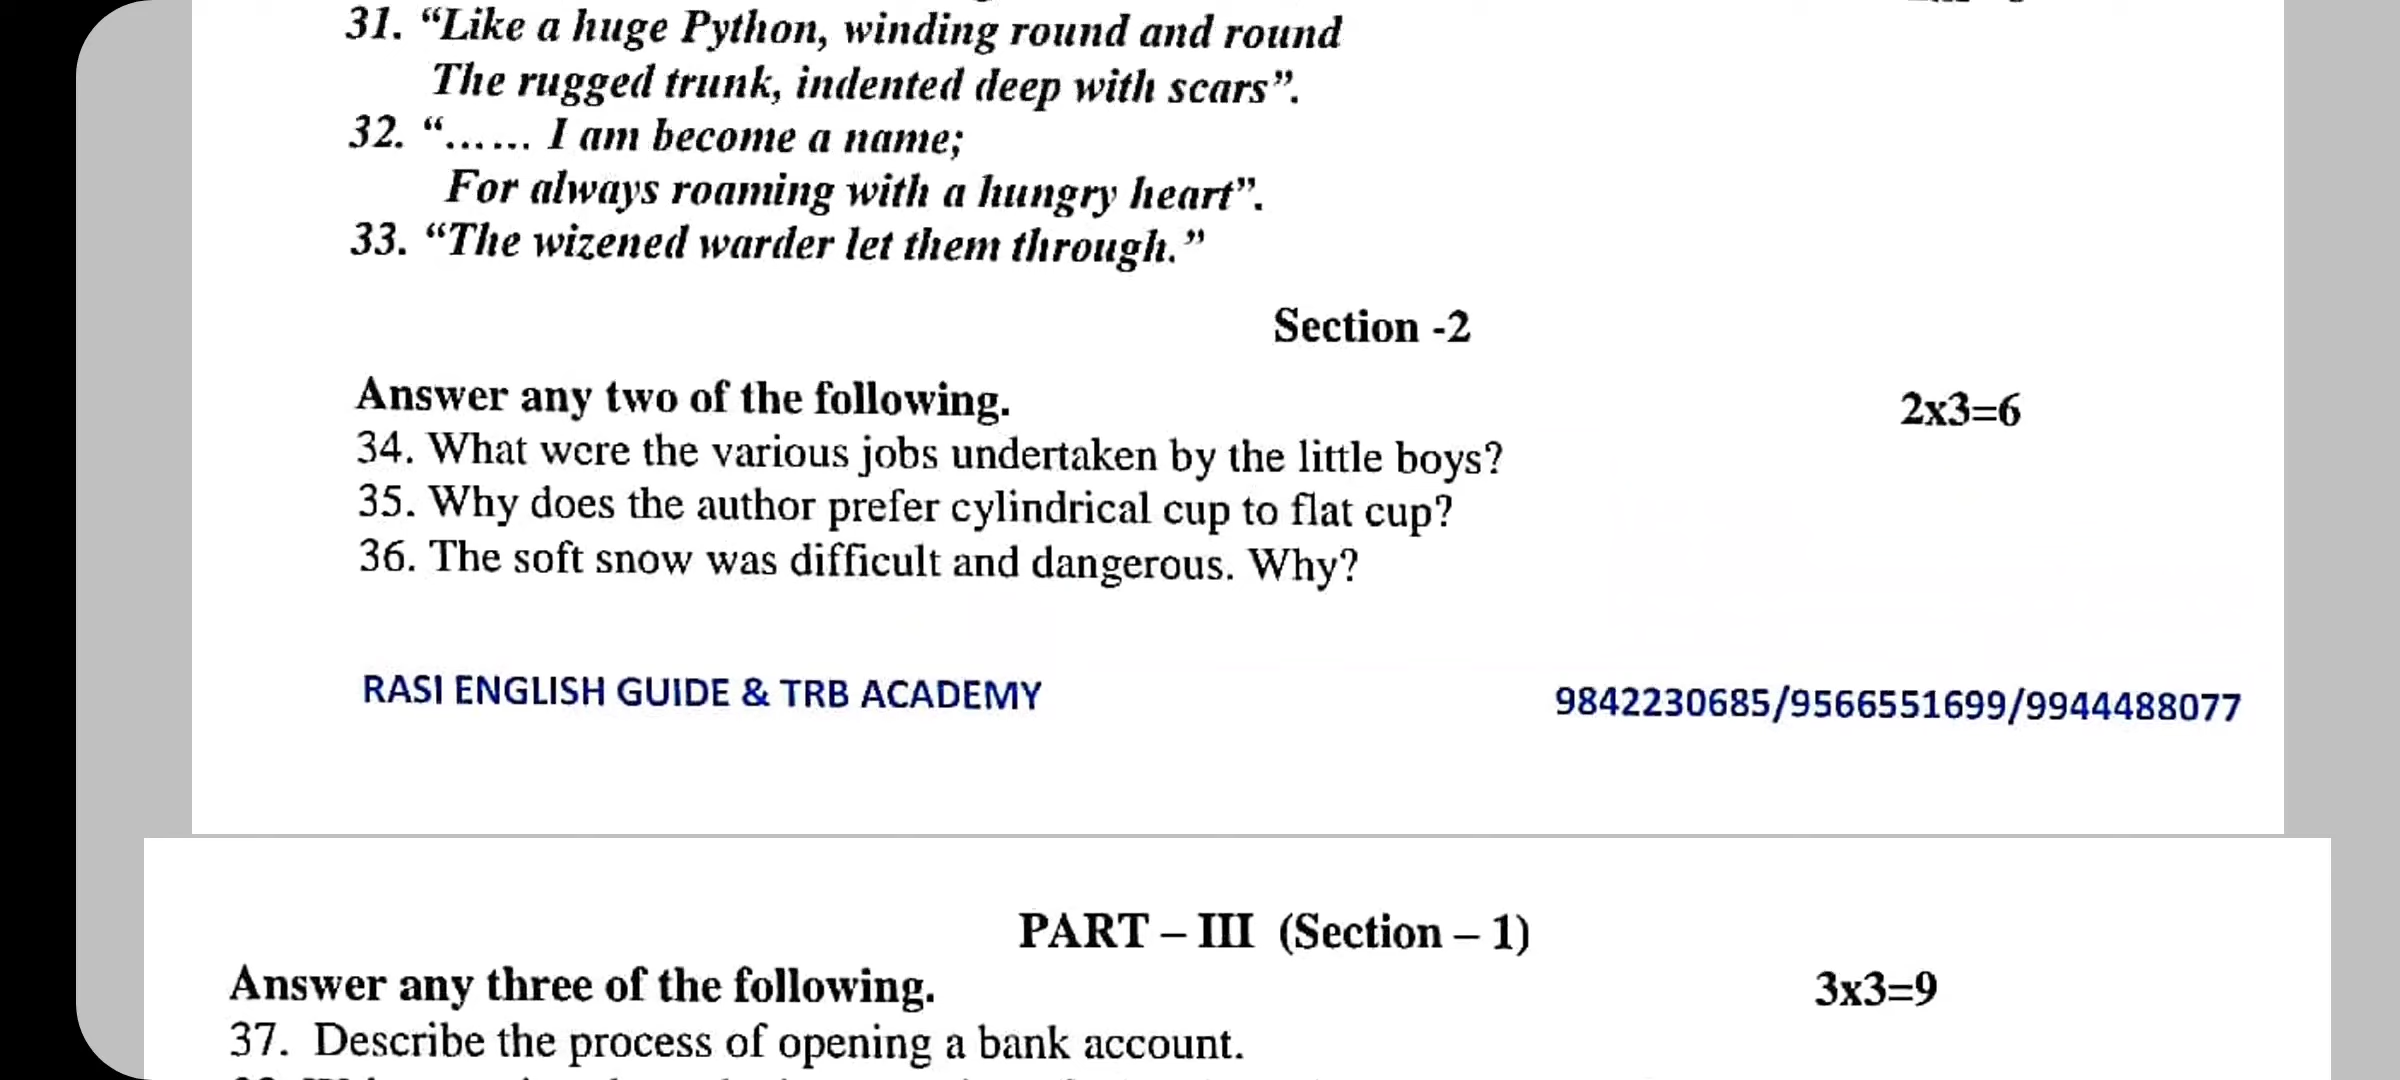 31. “Like a huge Python, winding round and round
The rugged trunk, indented deep with scars”.
32. “...... I am become a name;
For always roaming with a hungry heart”.
33. “The wizened warder let them through.”
Section -2
Answer any two of the following. 2x3=6
34. What were the various jobs undertaken by the little boys?
35. Why does the author prefer cylindrical cup to flat cup?
36. The soft snow was difficult and dangerous. Why?
RASI ENGLISH GUIDE & TRB ACADEMY 9842230685/9566551699/9944488077
PART – III (Section – 1)
Answer any three of the following. 3x3=9
37. Describe the process of opening a bank account.